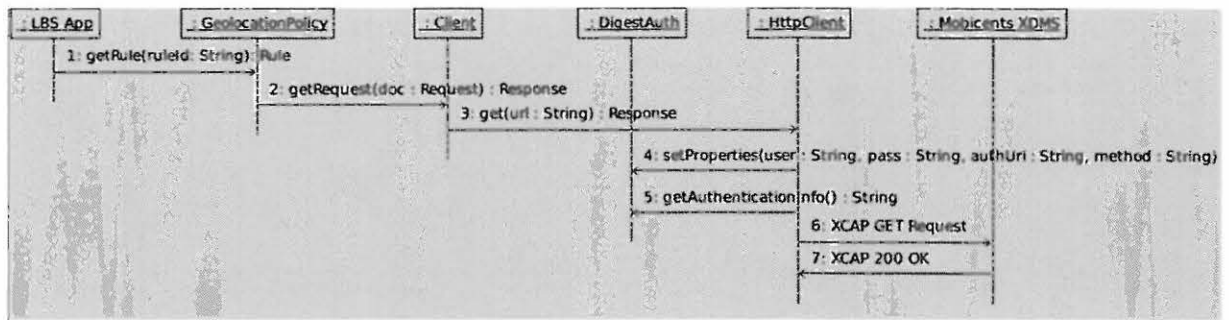 : LBS App
: GeolocationPolicy
: Client
: DigestAuth
: HttpClient
: Mobicents XDMS
1: getRule(ruleId: String): Rule
2: getRequest(doc : Request) : Response
3: get(url : String) : Response
4: setProperties(user : String, pass : String, authUri : String, method : String)
5: getAuthenticationInfo() : String
6: XCAP GET Request
7: XCAP 200 OK